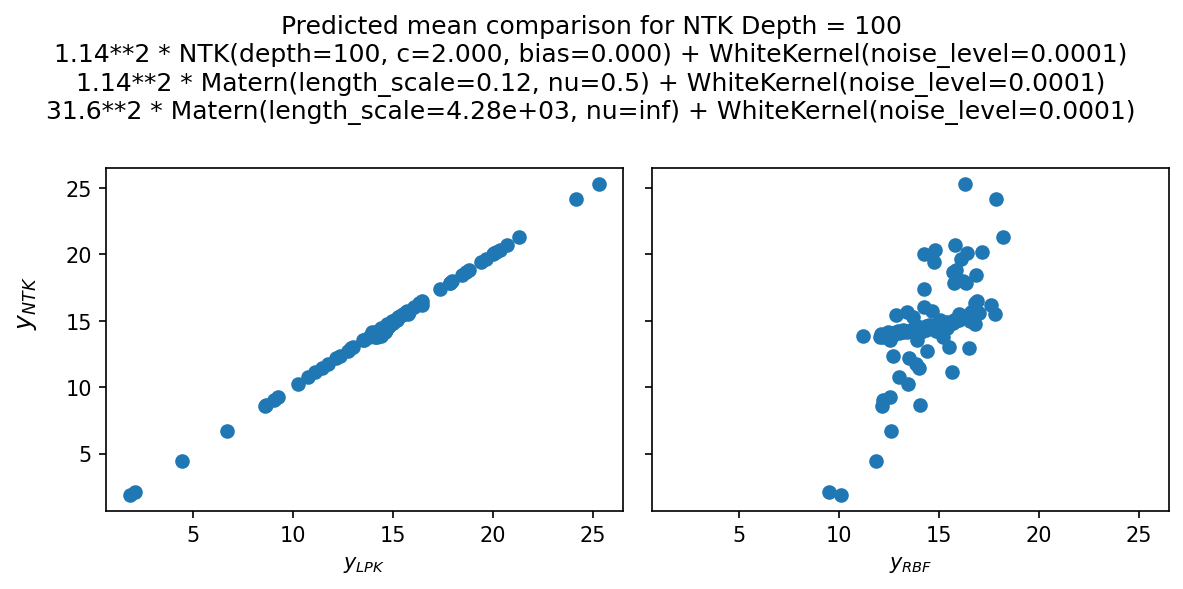 Predicted mean comparison for NTK Depth = 100
1.14**2 * NTK(depth=100, c=2.000, bias=0.000) + WhiteKernel(noise_level=0.0001)
1.14**2 * Matern(length_scale=0.12, nu=0.5) + WhiteKernel(noise_level=0.0001)
31.6**2 * Matern(length_scale=4.28e+03, nu=inf) + WhiteKernel(noise_level=0.0001)
25
20
15
10
5
y_NTK
5 10 15 20 25
y_LPK
5 10 15 20 25
y_RBF